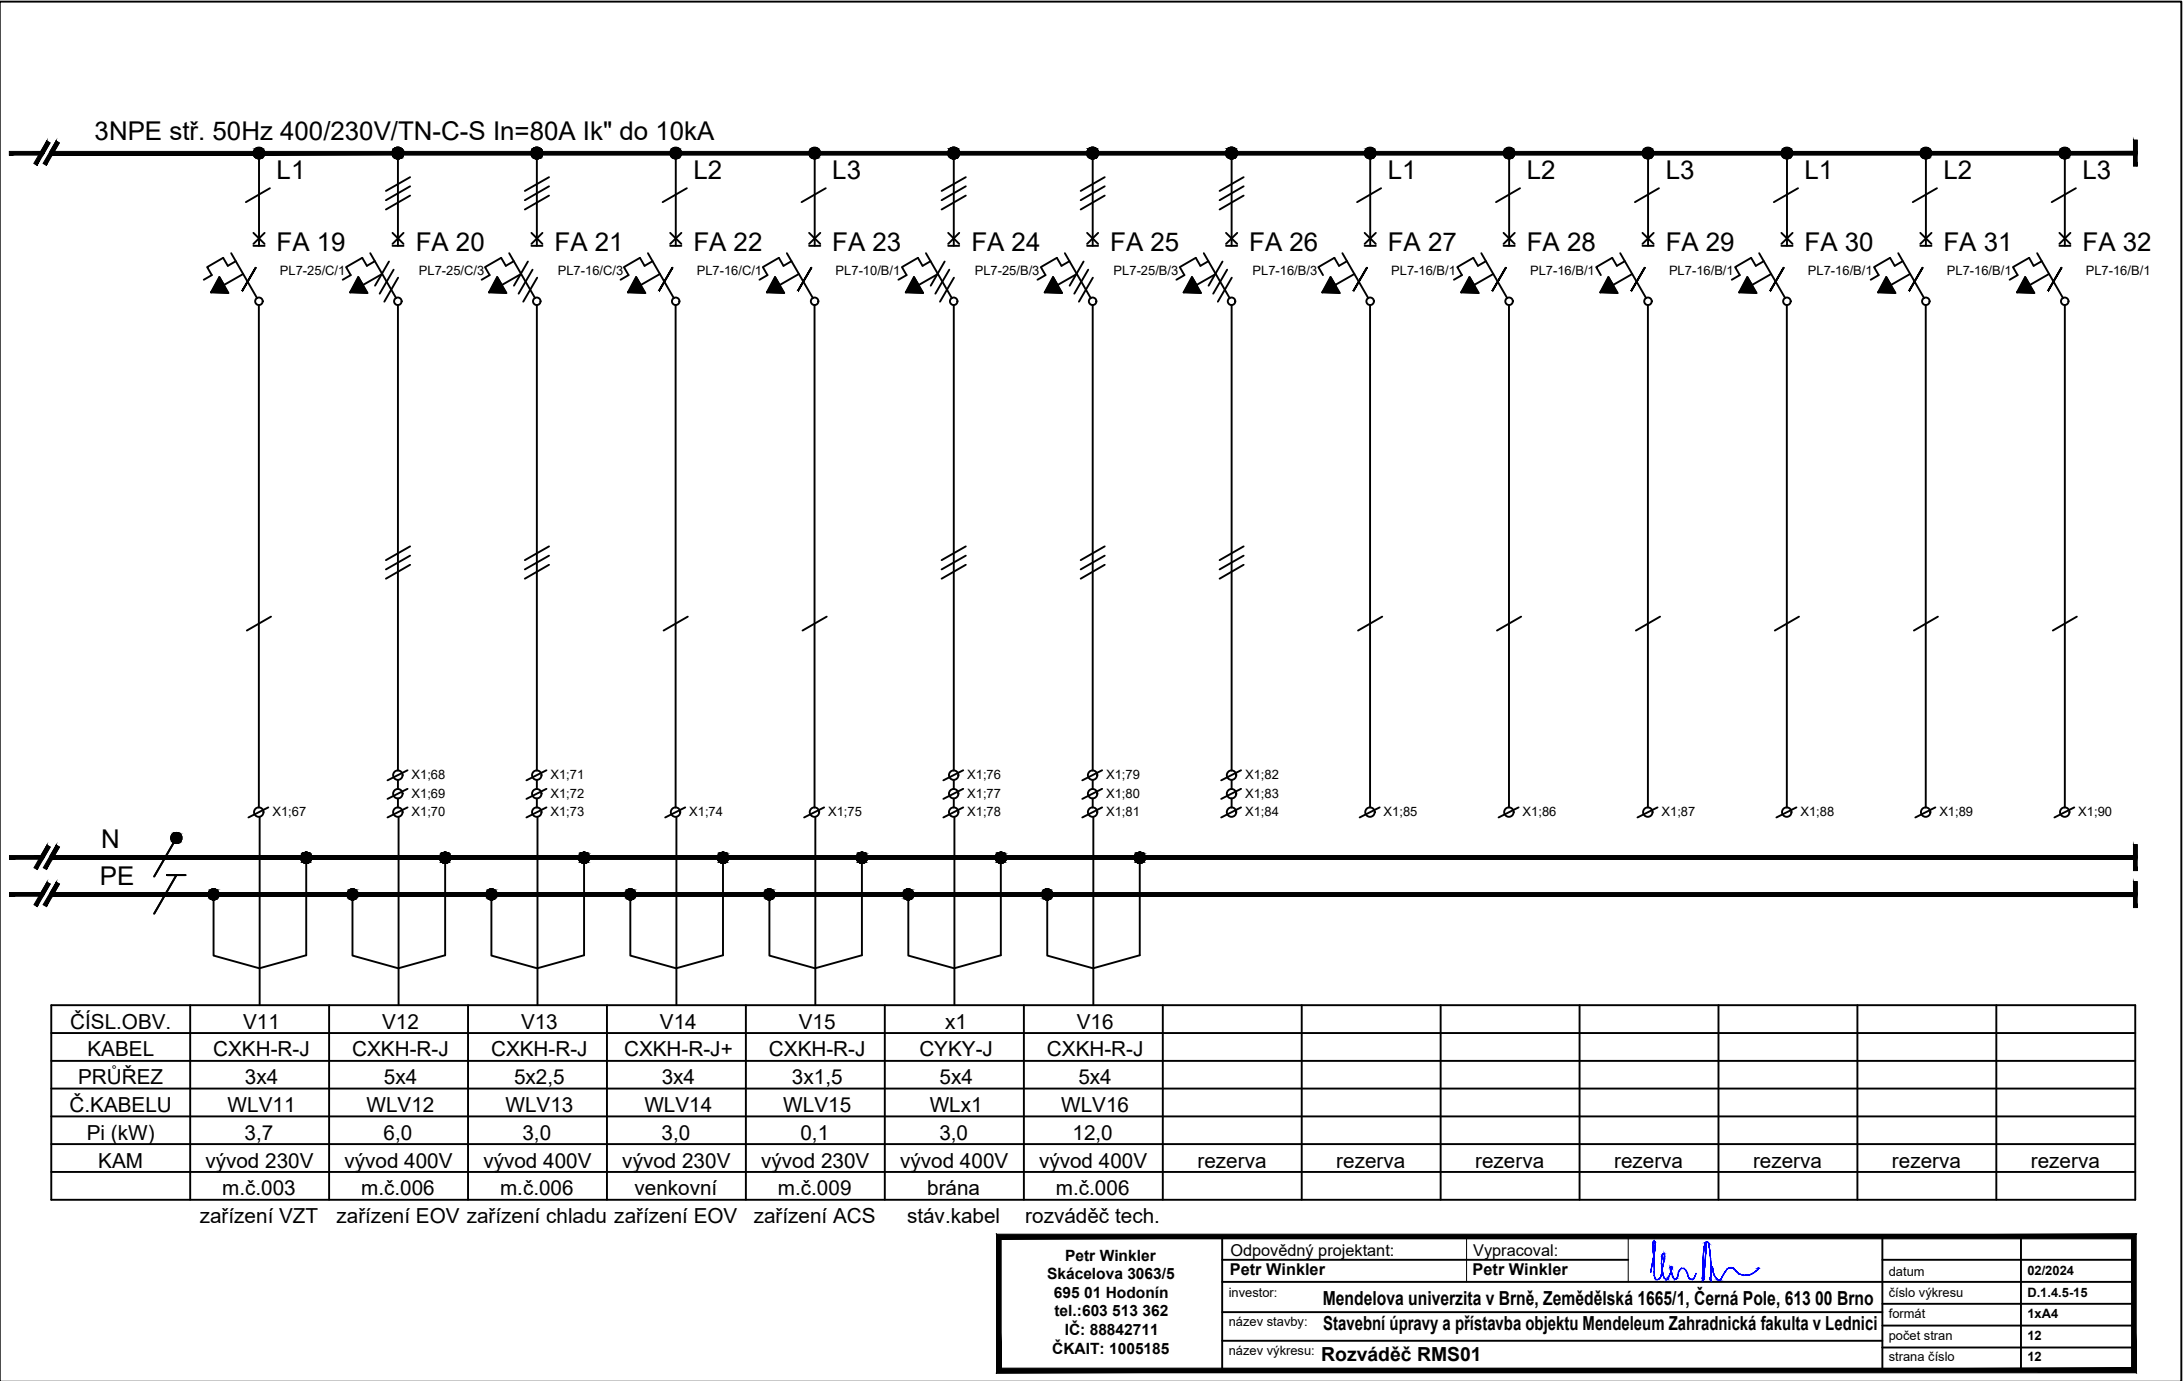 3NPE stř. 50Hz 400/230V/TN-C-S In=80A Ik" do 10kA
L1 L2 L3 L1 L2 L3 L1 L2 L3
FA 19 FA 20 FA 21 FA 22 FA 23 FA 24 FA 25 FA 26 FA 27 FA 28 FA 29 FA 30 FA 31 FA 32
PL7-25/C/1 PL7-25/C/3 PL7-16/C/3 PL7-16/C/1 PL7-10/B/1 PL7-25/B/3 PL7-25/B/3 PL7-16/B/3 PL7-16/B/1 PL7-16/B/1 PL7-16/B/1 PL7-16/B/1 PL7-16/B/1 PL7-16/B/1
X1;68 X1;71 X1;76 X1;79 X1;82
X1;69 X1;72 X1;77 X1;80 X1;83
X1;67 X1;70 X1;73 X1;74 X1;75 X1;78 X1;81 X1;84 X1;85 X1;86 X1;87 X1;88 X1;89 X1;90
N
PE
ČÍSL.OBV. V11 V12 V13 V14 V15 x1 V16
KABEL CXKH-R-J CXKH-R-J CXKH-R-J CXKH-R-J+ CXKH-R-J CYKY-J CXKH-R-J
PRŮŘEZ 3x4 5x4 5x2,5 3x4 3x1,5 5x4 5x4
Č.KABELU WLV11 WLV12 WLV13 WLV14 WLV15 WLx1 WLV16
Pi (kW) 3,7 6,0 3,0 3,0 0,1 3,0 12,0
KAM vývod 230V vývod 400V vývod 400V vývod 230V vývod 230V vývod 400V vývod 400V rezerva rezerva rezerva rezerva rezerva rezerva rezerva
m.č.003 m.č.006 m.č.006 venkovní m.č.009 brána m.č.006
zařízení VZT zařízení EOV zařízení chladu zařízení EOV zařízení ACS stáv.kabel rozváděč tech.
Petr Winkler
Skácelova 3063/5
695 01 Hodonín
tel.:603 513 362
IČ: 88842711
ČKAIT: 1005185
Odpovědný projektant: Vypracoval:
Petr Winkler Petr Winkler
investor: Mendelova univerzita v Brně, Zemědělská 1665/1, Černá Pole, 613 00 Brno
název stavby: Stavební úpravy a přístavba objektu Mendeleum Zahradnická fakulta v Lednici
název výkresu: Rozváděč RMS01
datum 02/2024
číslo výkresu D.1.4.5-15
formát 1xA4
počet stran 12
strana číslo 12